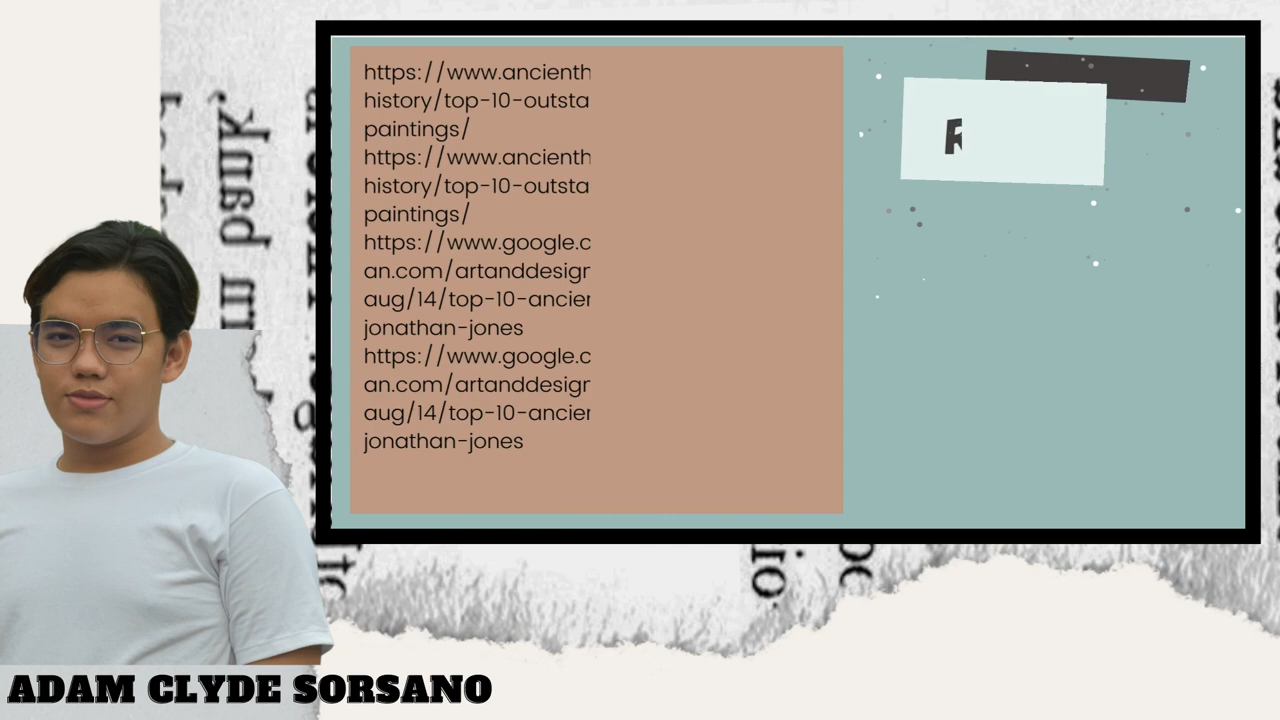 https://www.ancienth
history/top-10-outsta
paintings/
https://www.ancienth
history/top-10-outsta
paintings/
https://www.google.c
an.com/artanddesigr
aug/14/top-10-ancier
jonathan-jones
https://www.google.c
an.com/artanddesigr
aug/14/top-10-ancier
jonathan-jones
R
ADAM CLYDE SORSANO